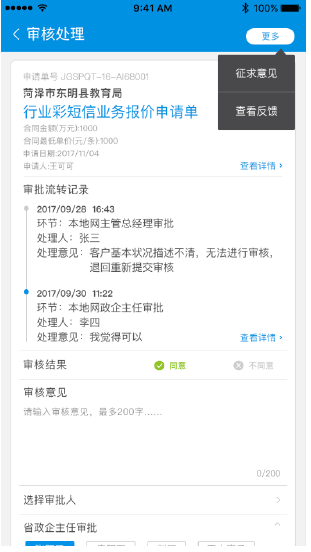 9:41 AM
100%
审核处理
更多
征求意见
查看反馈
申请单号 JGSPQT-16-AI68001
菏泽市东明县教育局
行业彩短信业务报价申请单
合同金额(万元):1000
合同最低单价(元/条):1000
申请日期:2017/11/04
申请人:王可可
查看详情
审批流转记录
2017/09/28 16:43
环节：本地网主管总经理审批
处理人：张三
处理意见：客户基本状况描述不清，无法进行审核，
退回重新提交审核
2017/09/30 11:22
环节：本地网政企主任审批
处理人：李四
处理意见：我觉得可以
查看详情
审核结果
同意
不同意
审核意见
请输入审核意见，最多200字......
0/200
选择审批人
省政企主任审批